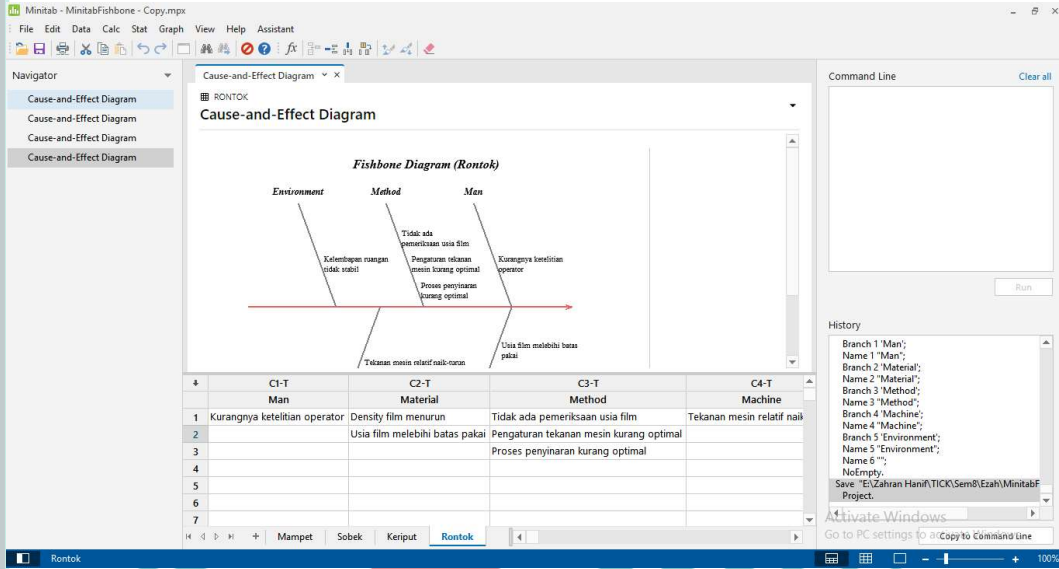 Minitab - MinitabFishbone - Copy.mpx
File Edit Data Calc Stat Graph View Help Assistant
Navigator
Cause-and-Effect Diagram
Cause-and-Effect Diagram
Cause-and-Effect Diagram
Cause-and-Effect Diagram
Cause-and-Effect Diagram
RONTOK
Cause-and-Effect Diagram
Fishbone Diagram (Rontok)
Environment Method Man
Tidak ada
pemeriksaan usia film
Kelembapan ruangan
tidak stabil
Pengaturan tekanan
mesin kurang optimal
Kurangnya ketelitian
operator
Proses penyinaran
kurang optimal
Usia film melebihi batas
pakai
Tekanan mesin relatif naik-turun
C1-T C2-T C3-T C4-T
Man Material Method Machine
1 Kurangnya ketelitian operator Density film menurun Tidak ada pemeriksaan usia film Tekanan mesin relatif naik
2 Usia film melebihi batas pakai Pengaturan tekanan mesin kurang optimal
3 Proses penyinaran kurang optimal
4
5
6
7
+ Mampet Sobek Keriput Rontok
Command Line Clear all
Run
History
Branch 1 'Man';
Name 1 "Man";
Branch 2 'Material';
Name 2 "Material";
Branch 3 'Method';
Name 3 "Method";
Branch 4 'Machine';
Name 4 "Machine";
Branch 5 'Environment';
Name 5 "Environment";
Name 6 "";
NoEmpty.
Save "E:\Zahran Hanif\TICK\Sem8\Ezah\MinitabF
Project.
Activate Windows
Go to PC settings to
Copy to Command Line
Rontok
100%